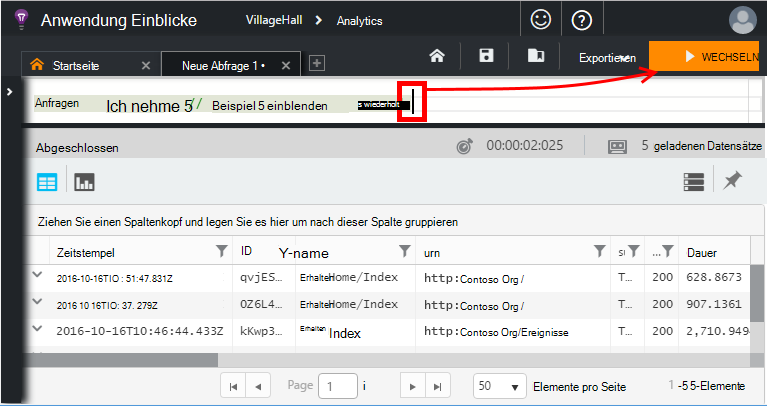 Anwendung Einblicke VillageHall Analytics
Startseite Neue Abfrage 1 • Exportieren WECHSELN
Anfragen Ich nehme 5 // Beispiel 5 einblenden s wiederholt
Abgeschlossen 00:00:02:025 5 geladenen Datensätze
Ziehen Sie einen Spaltenkopf und legen Sie es hier um nach dieser Spalte gruppieren
Zeitstempel ID Y-name urn ... Dauer
2016-10-16TIO : 51:47.831Z qvjES... Erhalten Home/Index http: Contoso Org / T... 200 628.8673
2016 10 16TIO: 37. 279Z OZ6L4... Erhalten Home/Index http: Contoso Org / T... 200 907.1361
2016-10-16T10:46:44.433Z kKwp3... Erhalten Index http: Contoso Org/Ereignisse T... 200 2,710.949
Page 1 i 50 Elemente pro Seite 1 -55-Elemente